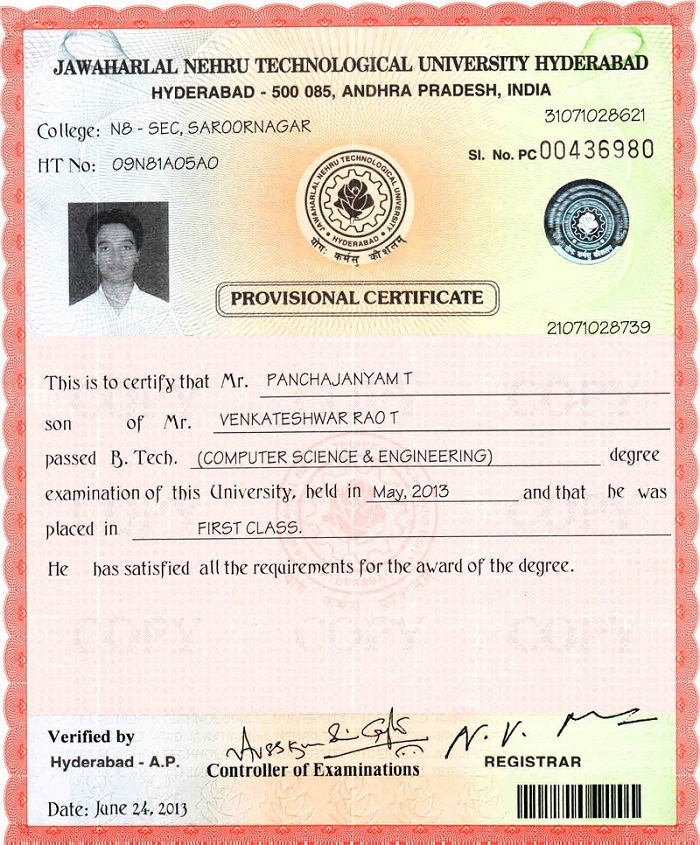 JAWAHARLAL NEHRU TECHNOLOGICAL UNIVERSITY HYDERABAD
HYDERABAD - 500 085, ANDHRA PRADESH, INDIA
31071028621
College: N8 - SEC, SAROORNAGAR
Sl. No. PC 00436980
HT No: 09N81A05A0
JAWAHARLAL NEHRU TECHNOLOGICAL UNIVERSITY
HYDERABAD
योगः कर्मसु कौशलम्
PROVISIONAL CERTIFICATE
21071028739
This is to certify that Mr. PANCHAJANYAM T
son of Mr. VENKATESHWAR RAO T
passed B. Tech. (COMPUTER SCIENCE & ENGINEERING) degree
examination of this University, held in May, 2013 and that he was
placed in FIRST CLASS.
He has satisfied all the requirements for the award of the degree.
COPY COPY COPY
Verified by
Hyderabad - A.P.
Controller of Examinations
REGISTRAR
Date: June 24, 2013